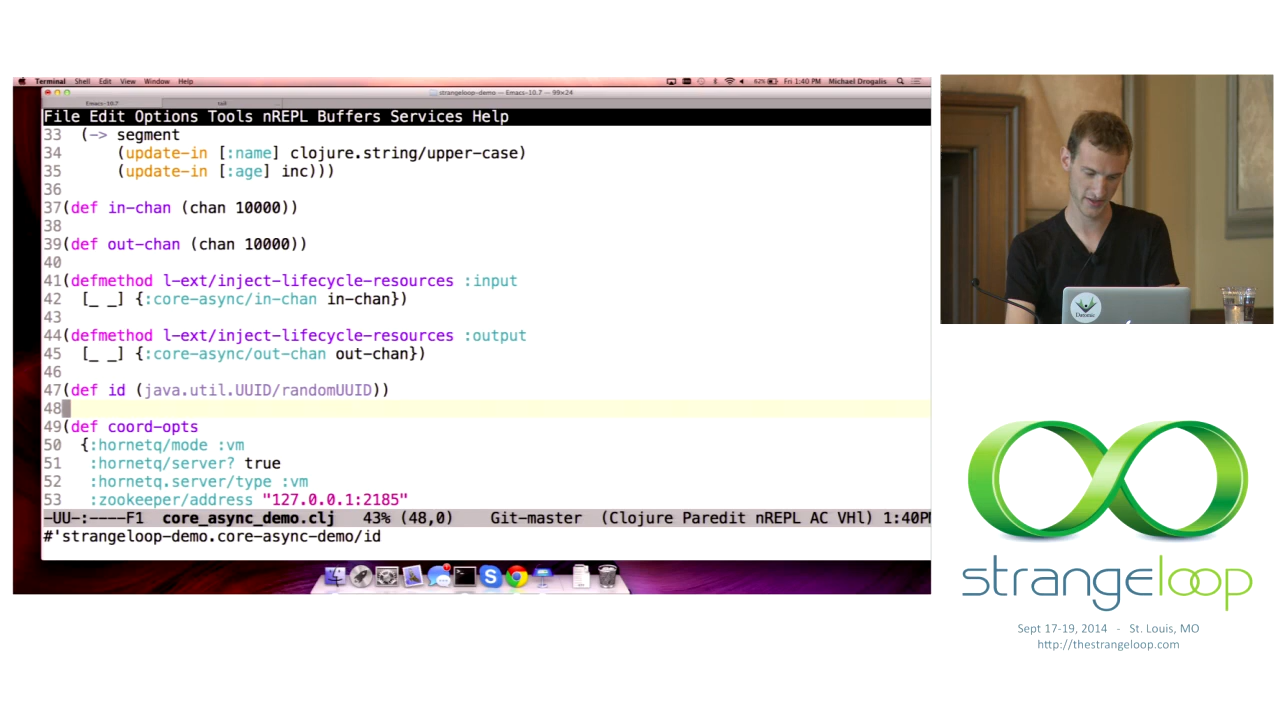 Terminal Shell Edit View Window Help
62% Fri 1:40 PM Michael Drogalis
strangeloop-demo — Emacs-10.7 — 99×24
Emacs-10.7 tail
File Edit Options Tools nREPL Buffers Services Help
33 (-> segment
34 (update-in [:name] clojure.string/upper-case)
35 (update-in [:age] inc)))
36
37(def in-chan (chan 10000))
38
39(def out-chan (chan 10000))
40
41(defmethod l-ext/inject-lifecycle-resources :input
42 [_ _] {:core-async/in-chan in-chan})
43
44(defmethod l-ext/inject-lifecycle-resources :output
45 [_ _] {:core-async/out-chan out-chan})
46
47(def id (java.util.UUID/randomUUID))
48
49(def coord-opts
50 {:hornetq/mode :vm
51 :hornetq/server? true
52 :hornetq.server/type :vm
53 :zookeeper/address "127.0.0.1:2185"
-UU-:----F1 core_async_demo.clj 43% (48,0) Git-master (Clojure Paredit nREPL AC VHl) 1:40PM
#'strangeloop-demo.core-async-demo/id
Datomic
strangeloop
Sept 17-19, 2014 - St. Louis, MO
http://thestrangeloop.com